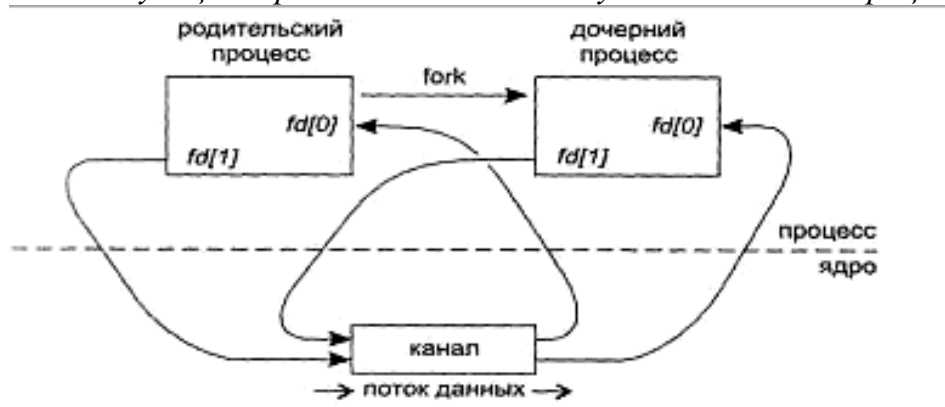 родительский
процесс
дочерний
процесс
fork
fd[0]
fd[1]
fd[0]
fd[1]
процесс
ядро
канал
поток данных